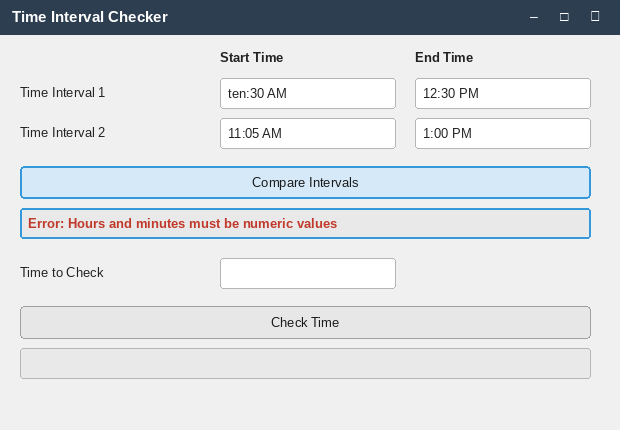 Time Interval Checker
Start Time End Time
Time Interval 1 ten:30 AM 12:30 PM
Time Interval 2 11:05 AM 1:00 PM
Compare Intervals
Error: Hours and minutes must be numeric values
Time to Check
Check Time